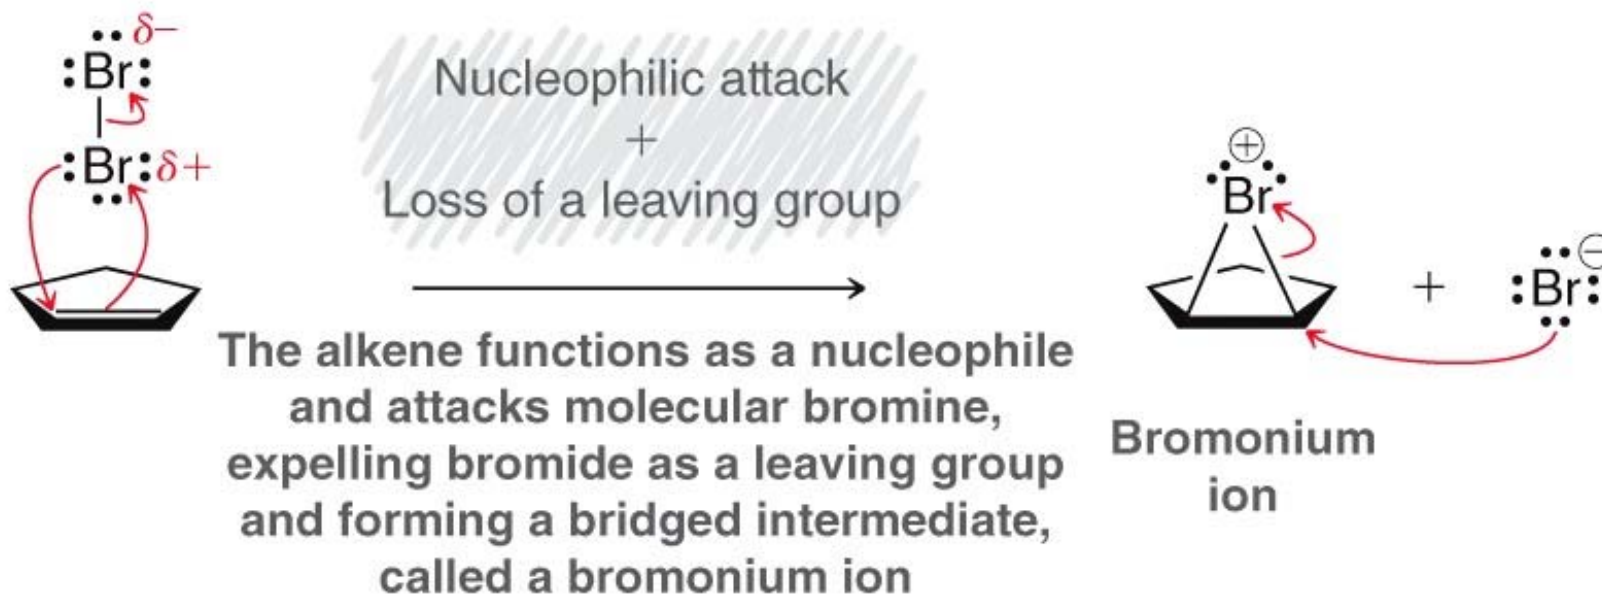 Br δ−
Br δ+
Nucleophilic attack
+
Loss of a leaving group
The alkene functions as a nucleophile
and attacks molecular bromine,
expelling bromide as a leaving group
and forming a bridged intermediate,
called a bromonium ion
⊕
Br
+
Br ⊖
Bromonium
ion